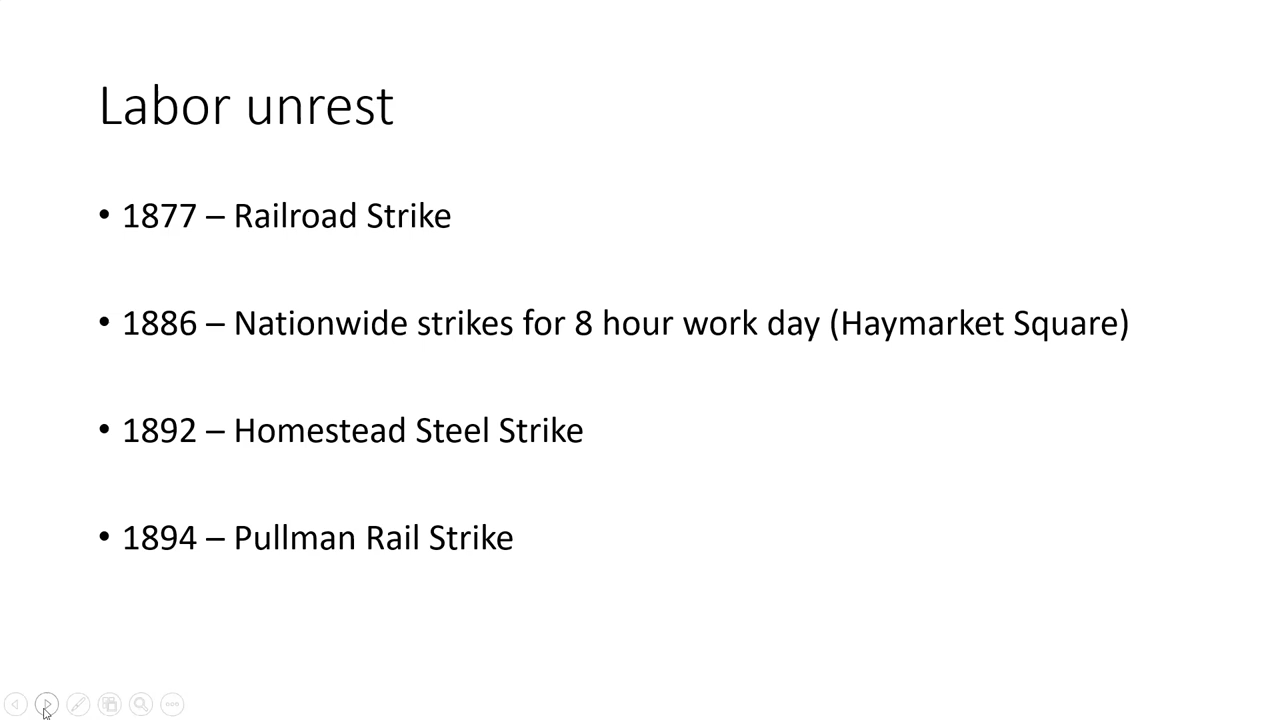 Labor unrest
• 1877 – Railroad Strike
• 1886 – Nationwide strikes for 8 hour work day (Haymarket Square)
• 1892 – Homestead Steel Strike
• 1894 – Pullman Rail Strike